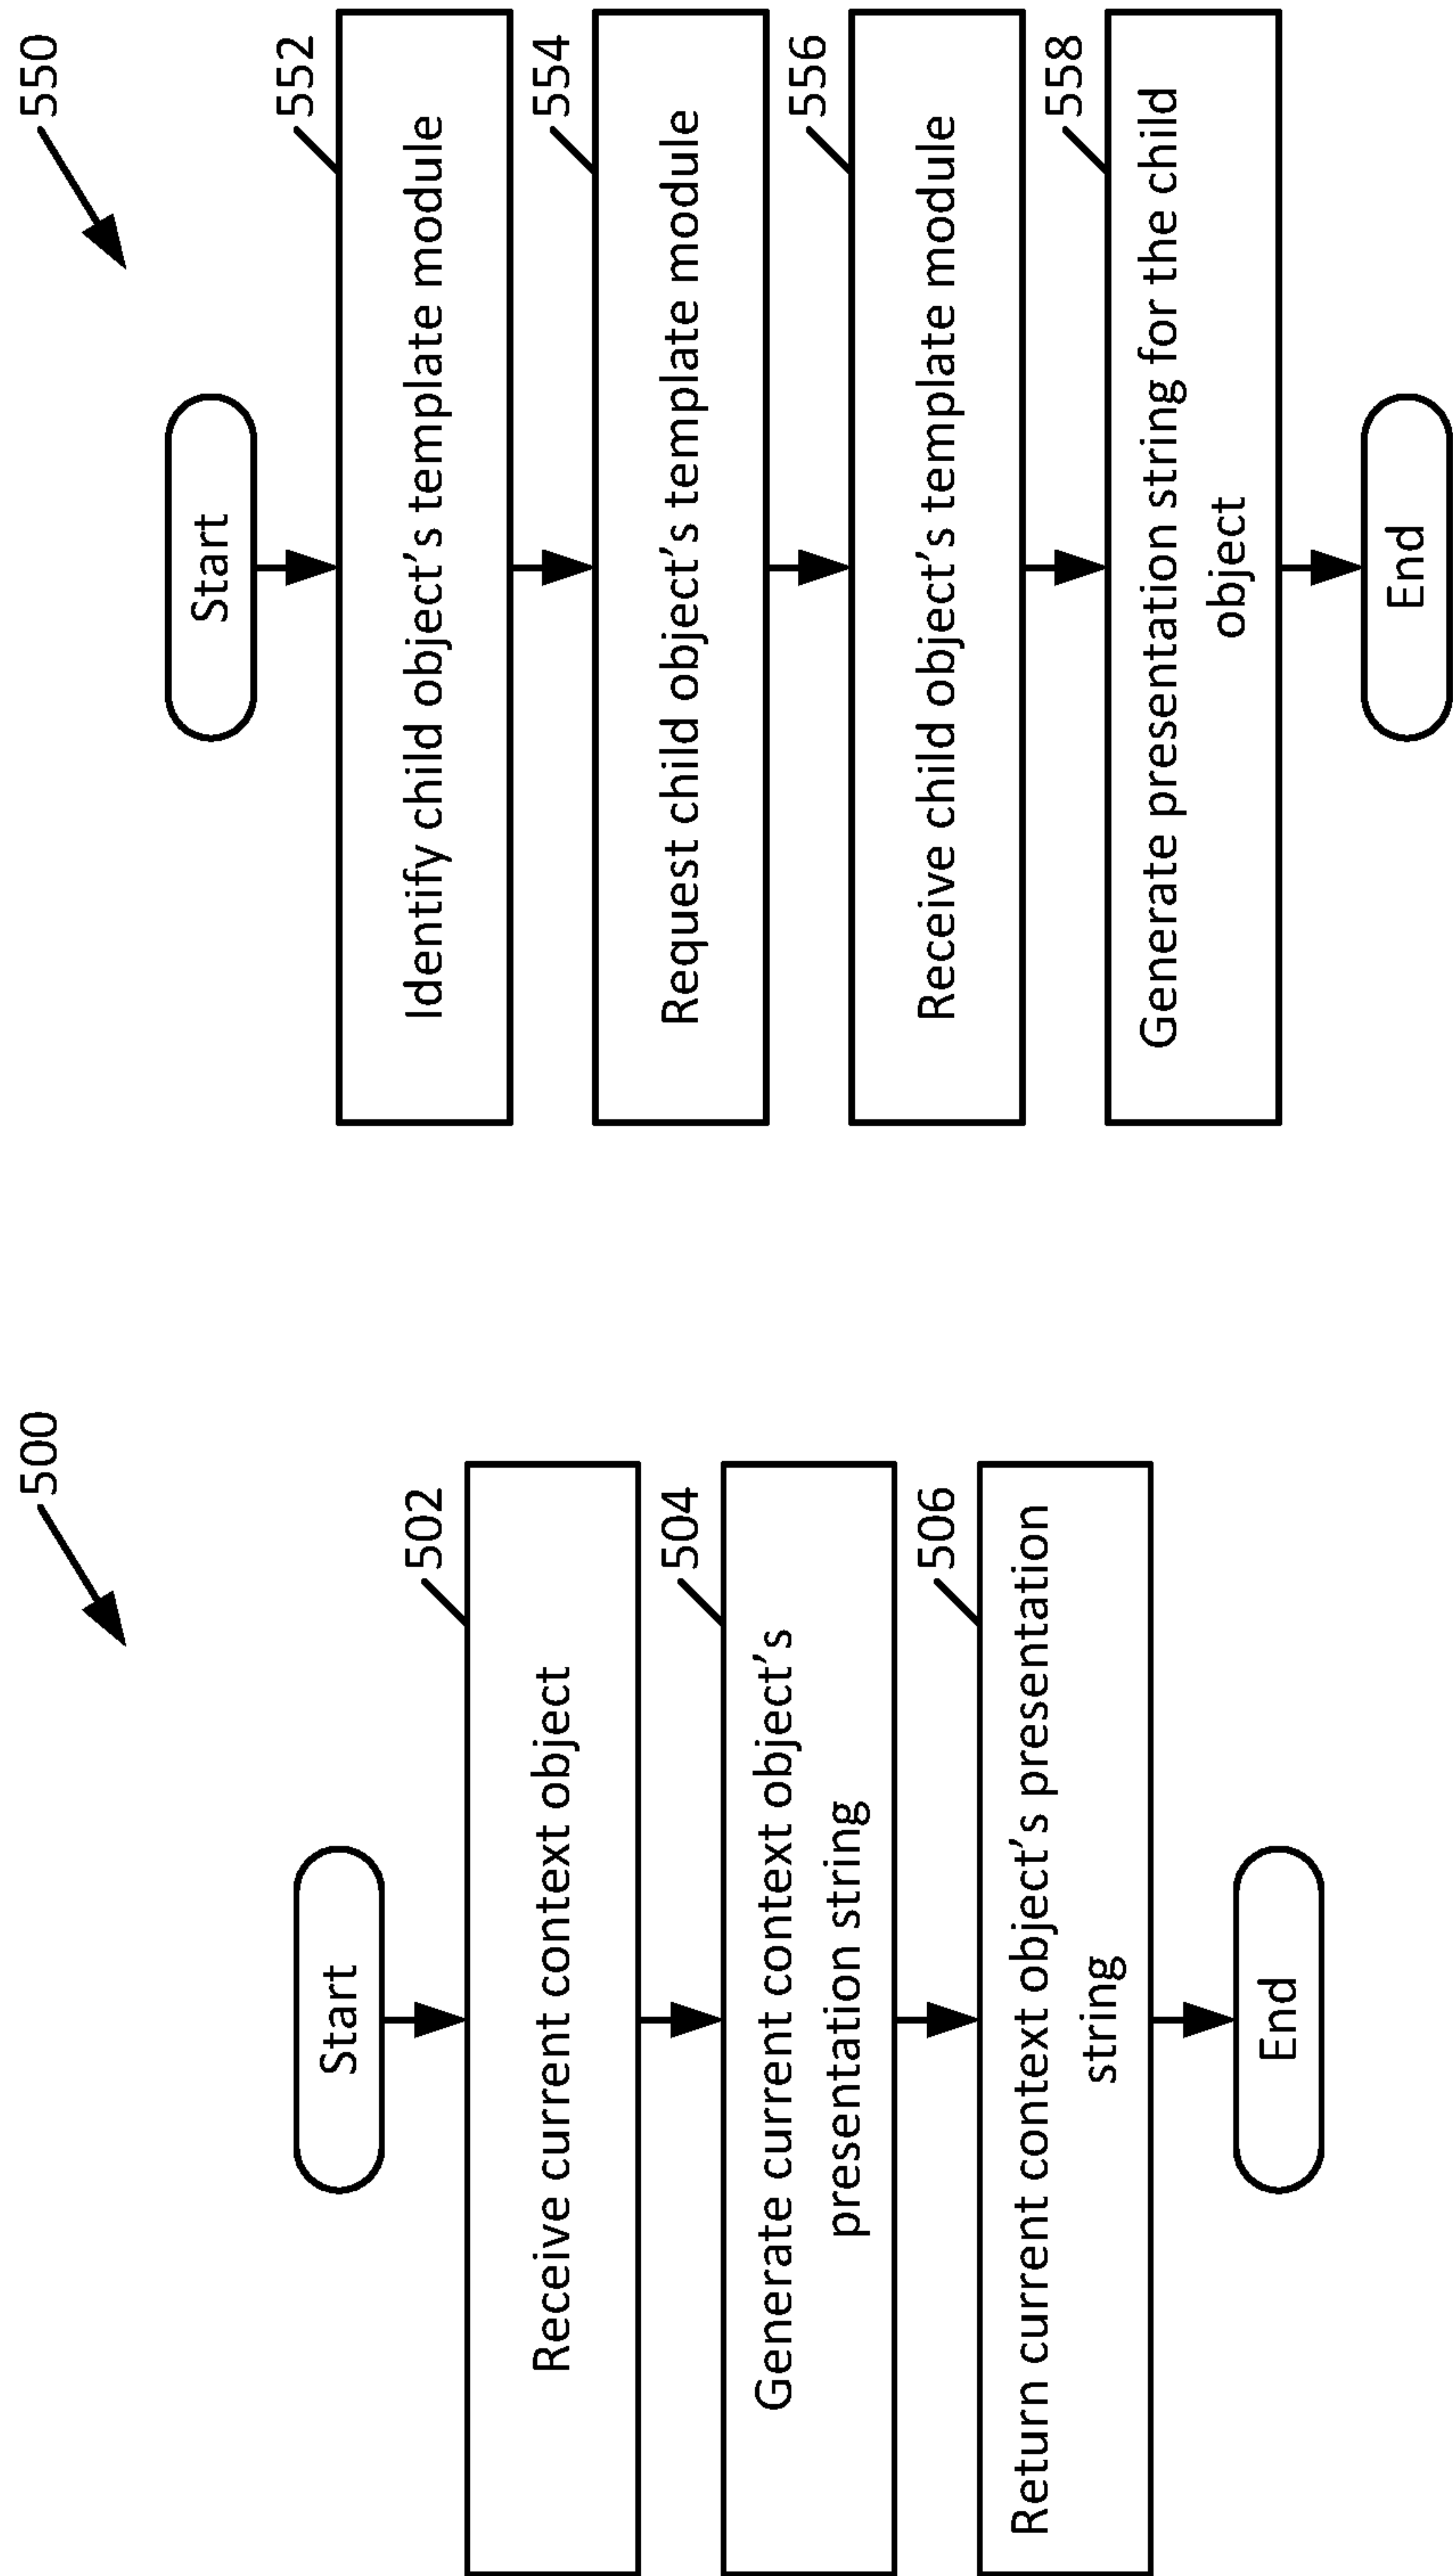 500
Start
502
Receive current context object
504
Generate current context object's
presentation string
506
Return current context object's presentation
string
End
550
Start
552
Identify child object's template module
554
Request child object's template module
556
Receive child object's template module
558
Generate presentation string for the child
object
End